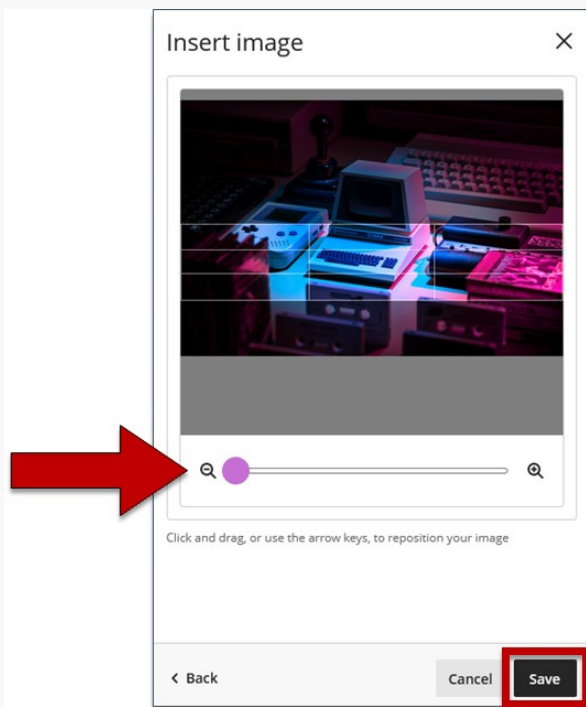 Insert image
Click and drag, or use the arrow keys, to reposition your image
Back
Cancel
Save